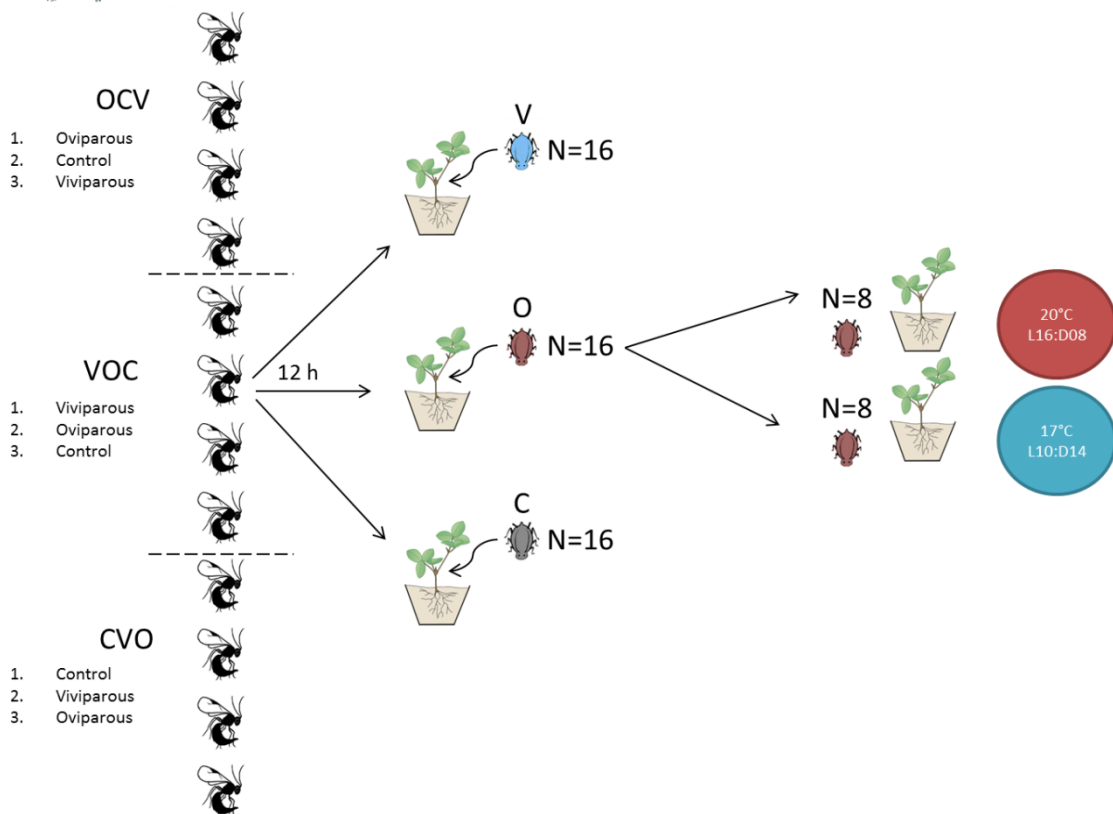 OCV
1. Oviparous
2. Control
3. Viviparous
VOC
1. Viviparous
2. Oviparous
3. Control
CVO
1. Control
2. Viviparous
3. Oviparous
12 h
V
N=16
O
N=16
C
N=16
N=8
20°C
L16:D08
N=8
17°C
L10:D14